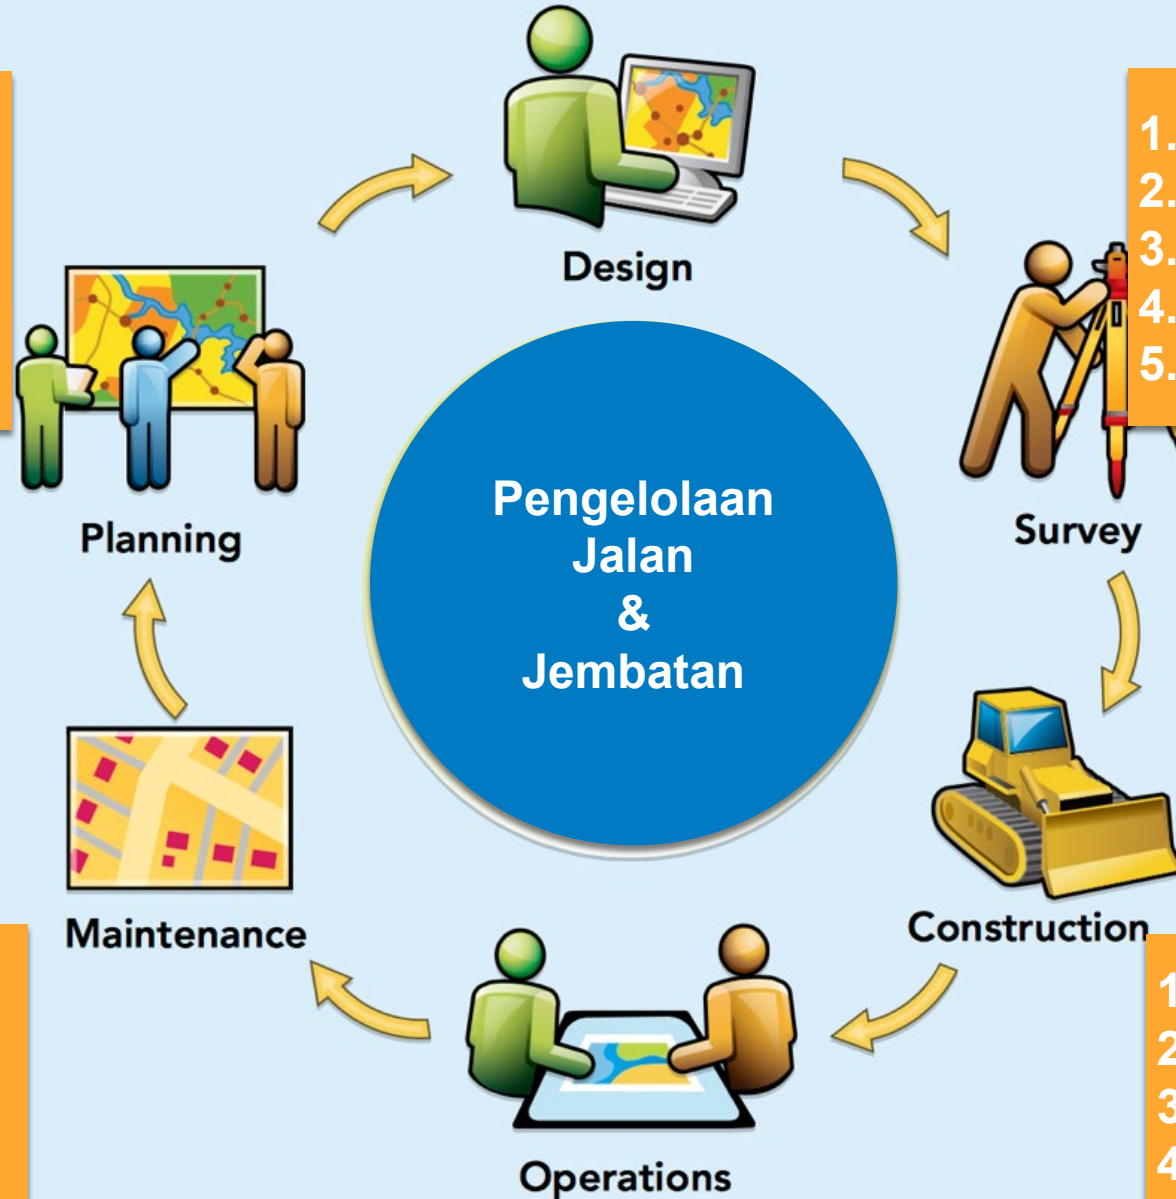 Design
1.
2.
3.
4.
5.
Planning
Survey
Pengelolaan
Jalan
&
Jembatan
Maintenance
Construction
1
2
3
4
Operations